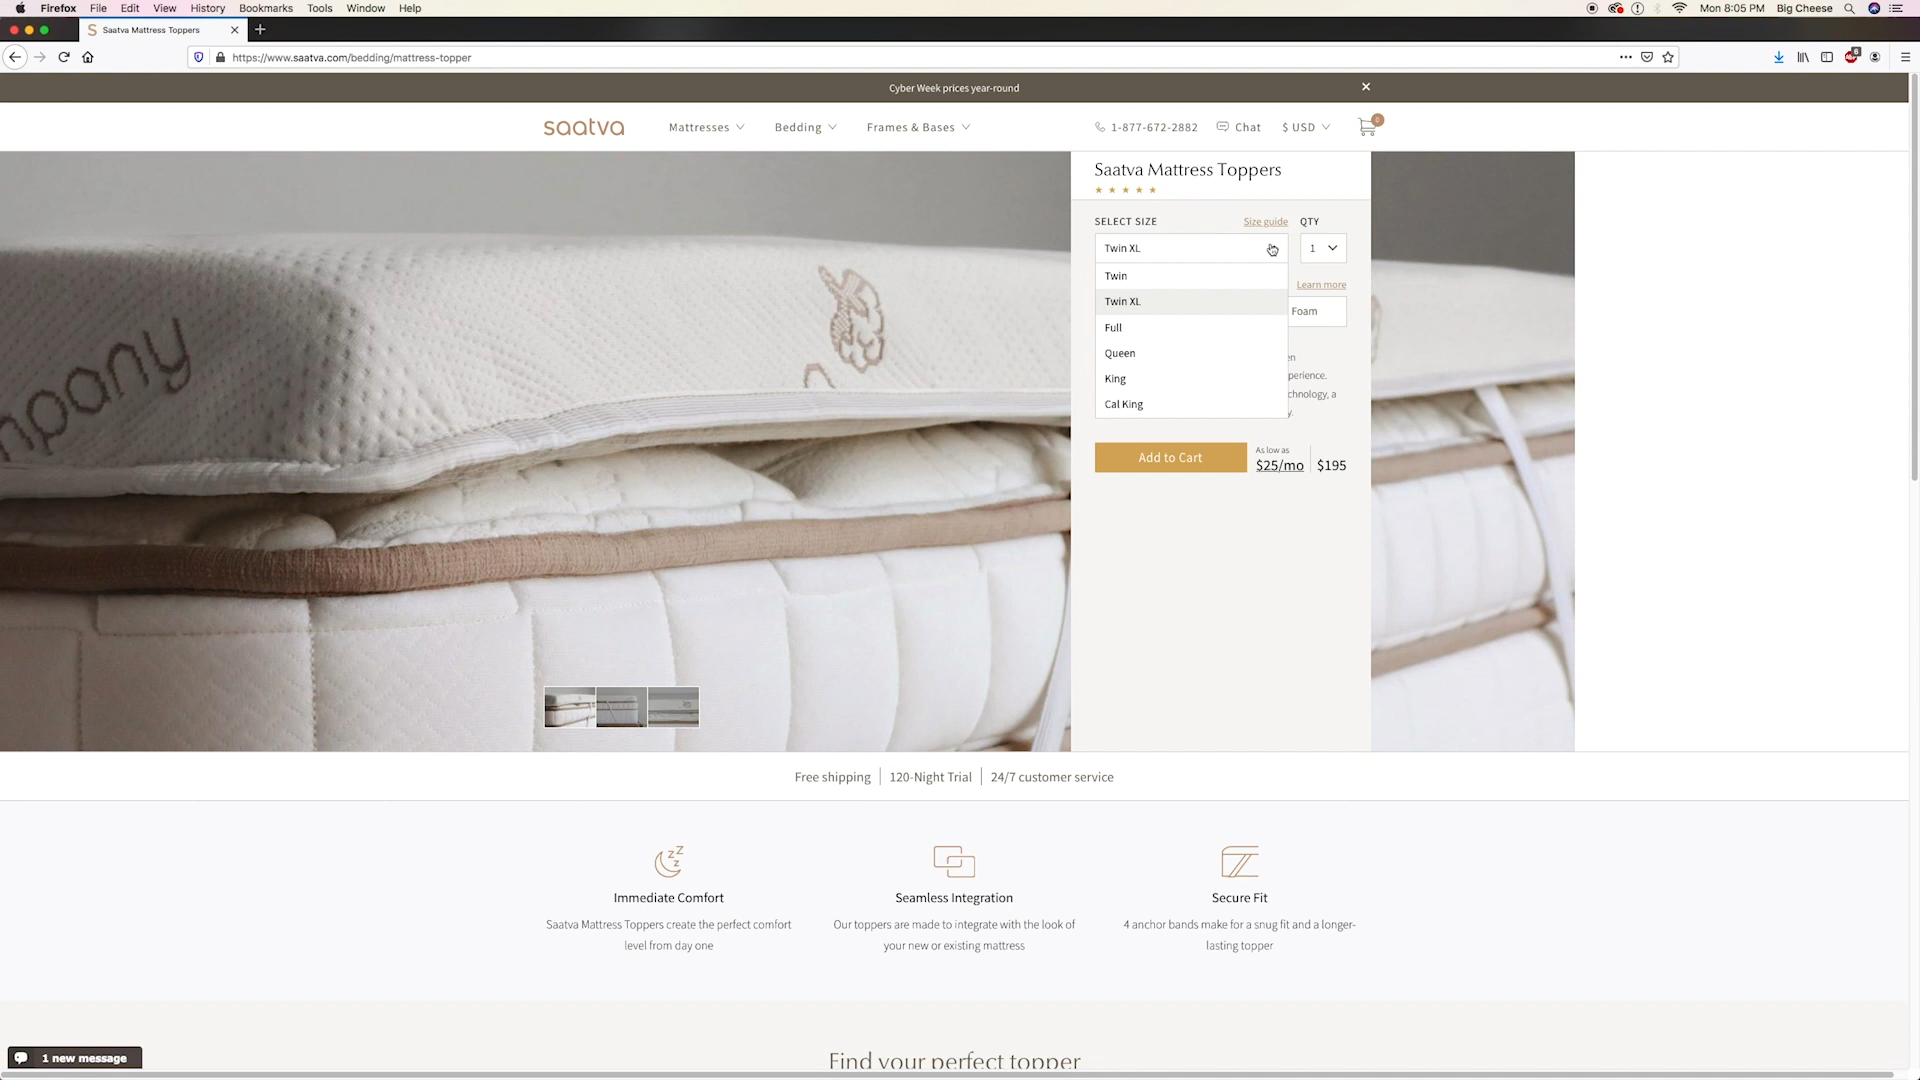 Firefox File Edit View History Bookmarks Tools Window Help
Mon 8:05 PM Big Cheese
Saatva Mattress Toppers
https://www.saatva.com/bedding/mattress-topper
6
Cyber Week prices year-round
saatva
Mattresses
Bedding
Frames & Bases
1-877-672-2882
Chat
$ USD
0
Saatva Mattress Toppers
SELECT SIZE
Size guide
QTY
Twin XL
1
Twin
Twin XL
Full
Queen
King
Cal King
Learn more
Foam
en
perience.
chnology, a
y.
Add to Cart
As low as
$25/mo
$195
mpany
Free shipping
120-Night Trial
24/7 customer service
Immediate Comfort
Saatva Mattress Toppers create the perfect comfort
level from day one
Seamless Integration
Our toppers are made to integrate with the look of
your new or existing mattress
Secure Fit
4 anchor bands make for a snug fit and a longer-
lasting topper
Find your perfect topper
1 new message